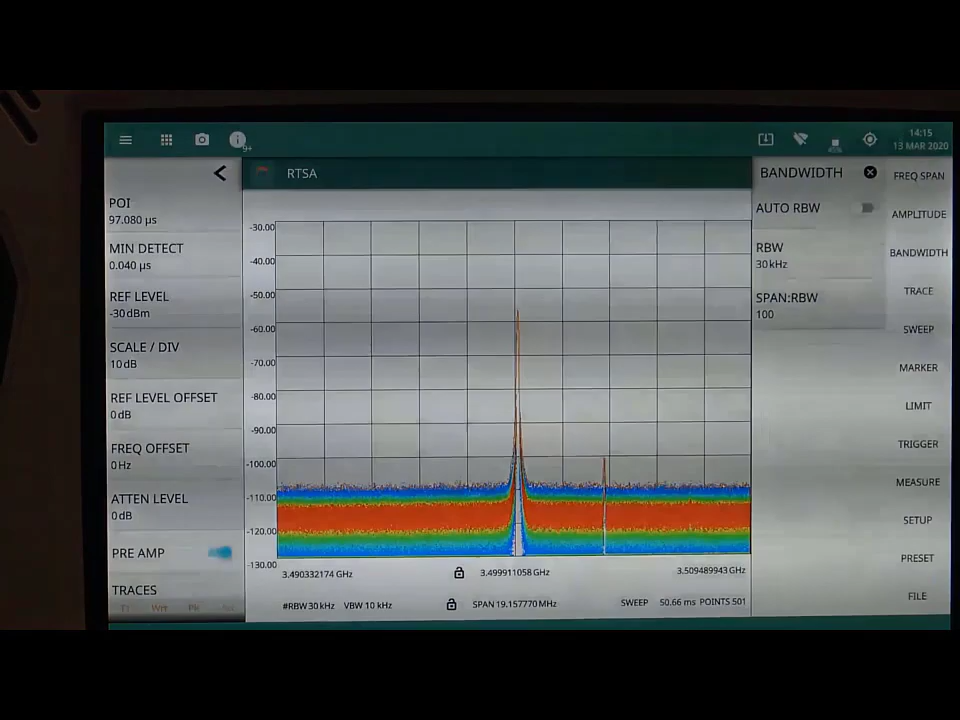 9+
14:15
13 MAR 2020
RTSA
POI
97.080 µs
MIN DETECT
0.040 µs
REF LEVEL
-30 dBm
SCALE / DIV
10 dB
REF LEVEL OFFSET
0 dB
FREQ OFFSET
0 Hz
ATTEN LEVEL
0 dB
PRE AMP
TRACES
T1 Wrt Pk
-30.00
-40.00
-50.00
-60.00
-70.00
-80.00
-90.00
-100.00
-110.00
-120.00
-130.00
3.490332174 GHz 3.499911058 GHz 3.509489943 GHz
#RBW 30 kHz VBW 10 kHz SPAN 19.157770 MHz SWEEP 50.66 ms POINTS 501
BANDWIDTH
AUTO RBW
RBW
30 kHz
SPAN:RBW
100
FREQ SPAN
AMPLITUDE
BANDWIDTH
TRACE
SWEEP
MARKER
LIMIT
TRIGGER
MEASURE
SETUP
PRESET
FILE